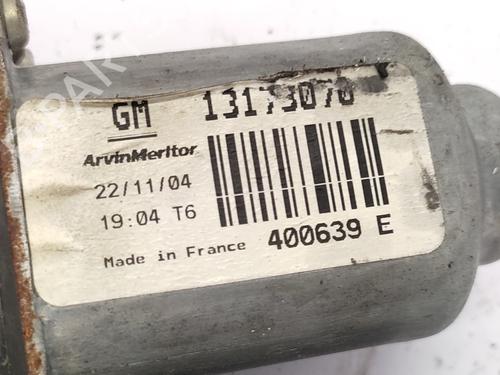 GM 13173070
ArvinMeritor
22/11/04
19:04 T6
Made in France 400639 E